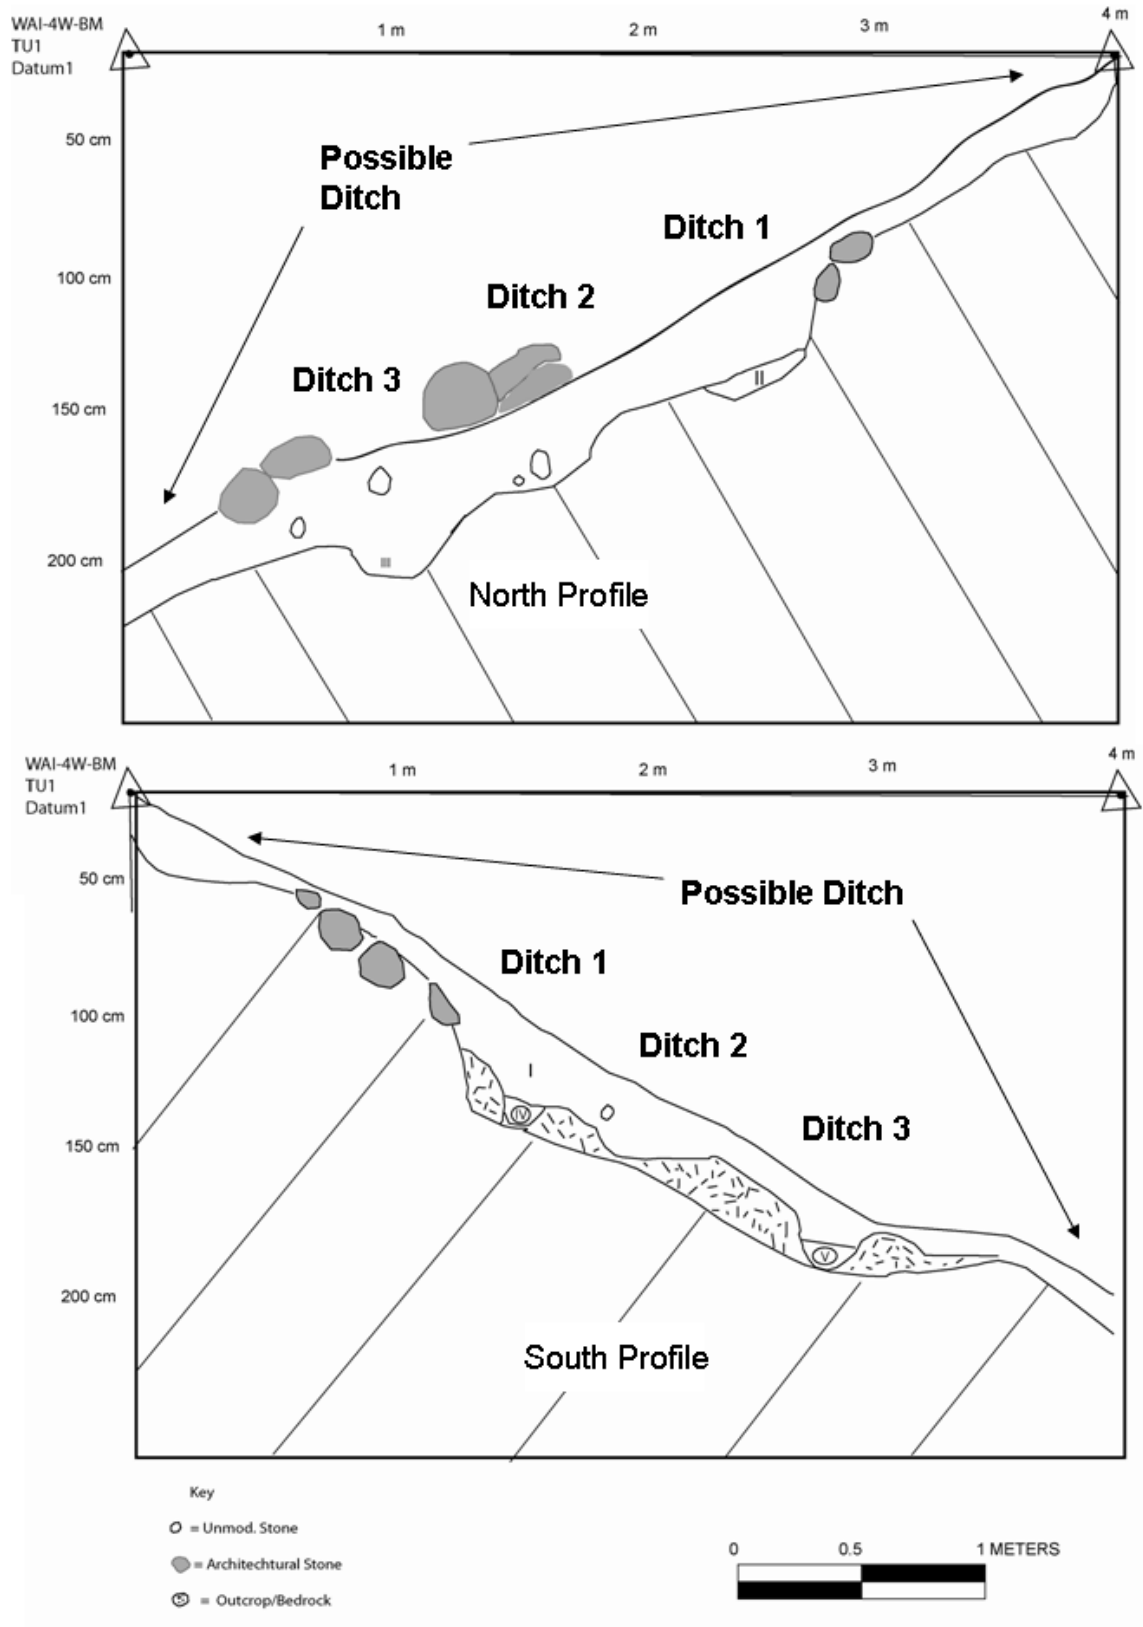 WAI-4W-BM
TU1
Datum1
1 m
2 m
3 m
4 m
50 cm
100 cm
150 cm
200 cm
Possible
Ditch
Ditch 1
Ditch 2
Ditch 3
II
III
North Profile
WAI-4W-BM
TU1
Datum1
1 m
2 m
3 m
4 m
50 cm
100 cm
150 cm
200 cm
Possible Ditch
Ditch 1
Ditch 2
Ditch 3
I
IV
V
South Profile
Key
= Unmod. Stone
= Architechtural Stone
= Outcrop/Bedrock
0 0.5 1 METERS